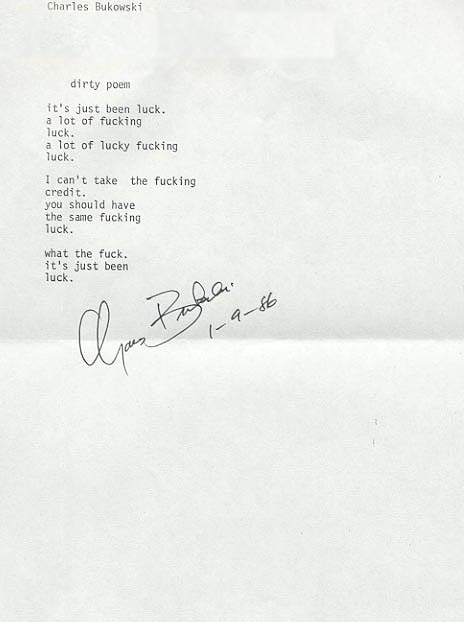 Charles Bukowski
dirty poem
it's just been luck.
a lot of fucking
luck.
a lot of lucky fucking
luck.
I can't take  the fucking
credit.
you should have
the same fucking
luck.
what the fuck.
it's just been
luck.
Charles Bukowski
1-9-86